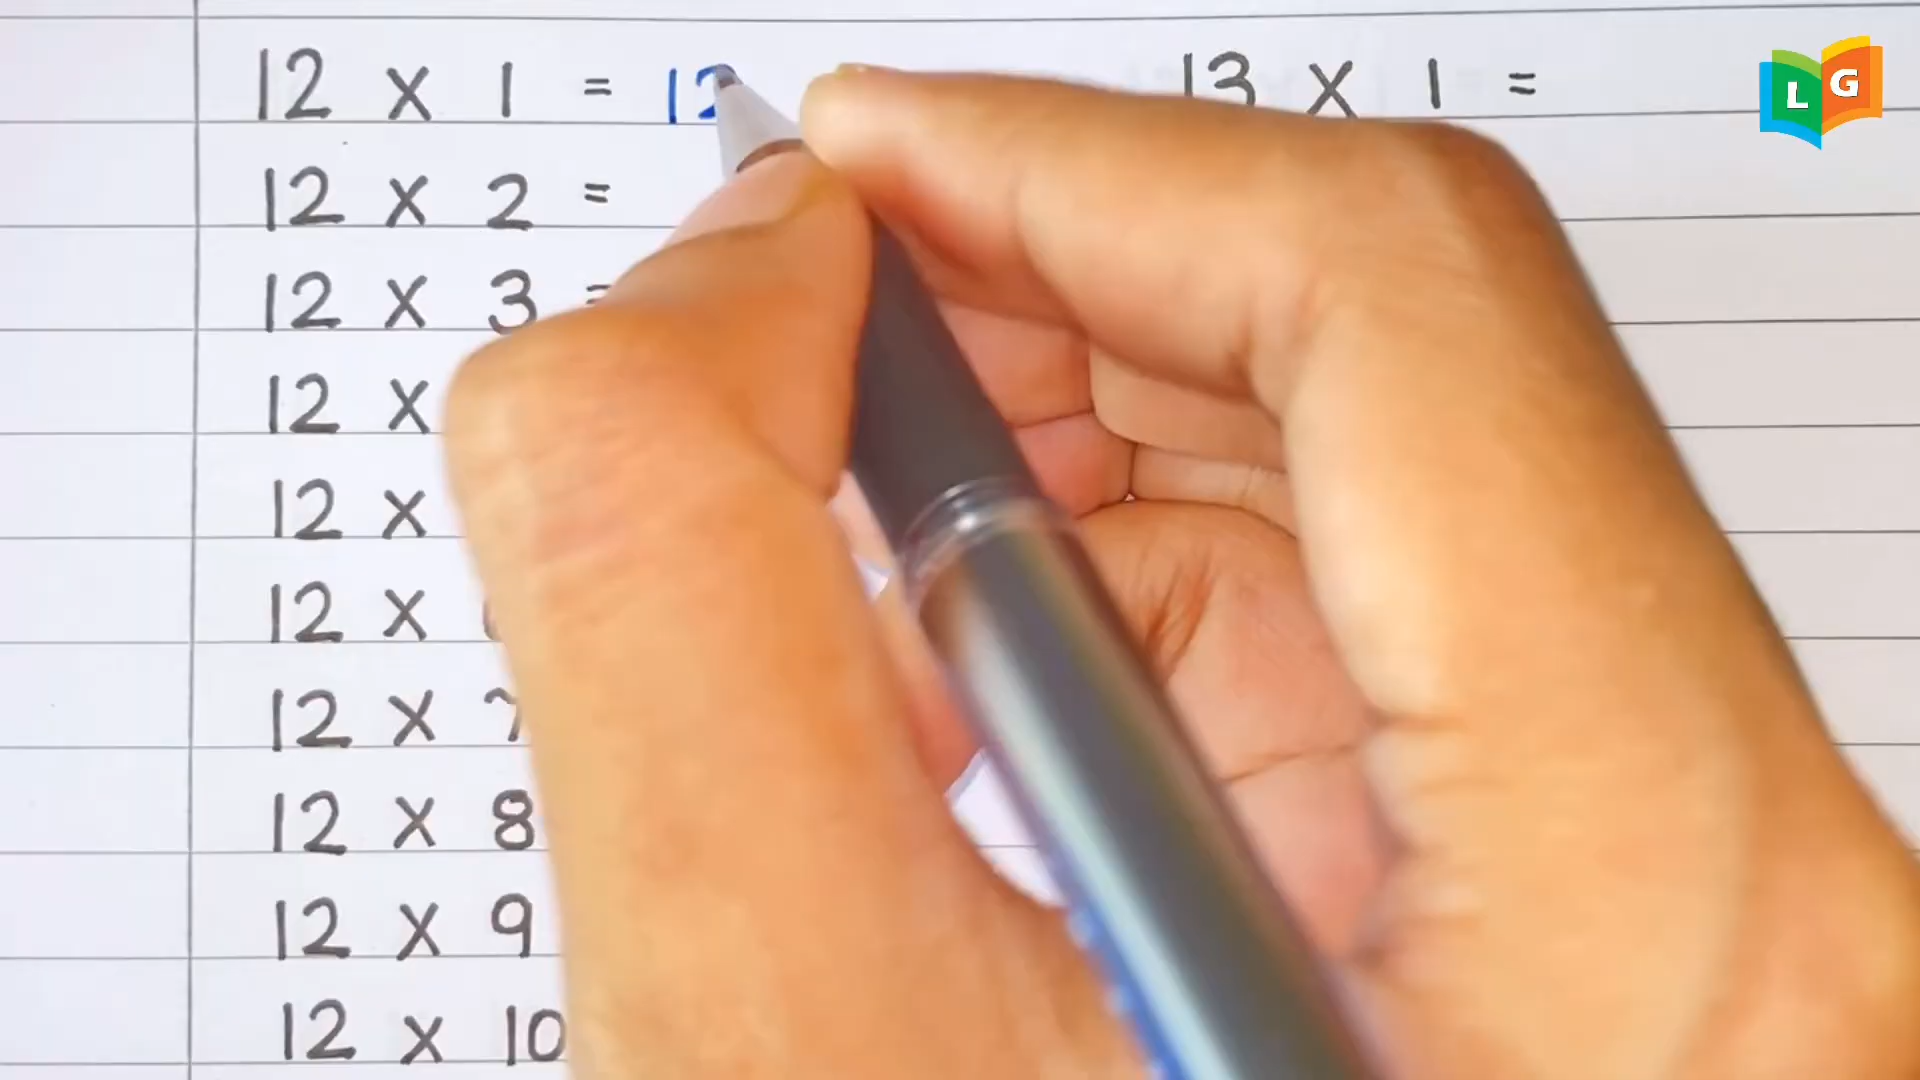 12 x 1 = 12 13 x 1 =
12 x 2 =
12 x 3 =
12 x
12 x
12 x
12 x 7
12 x 8
12 x 9
12 x 10
L G